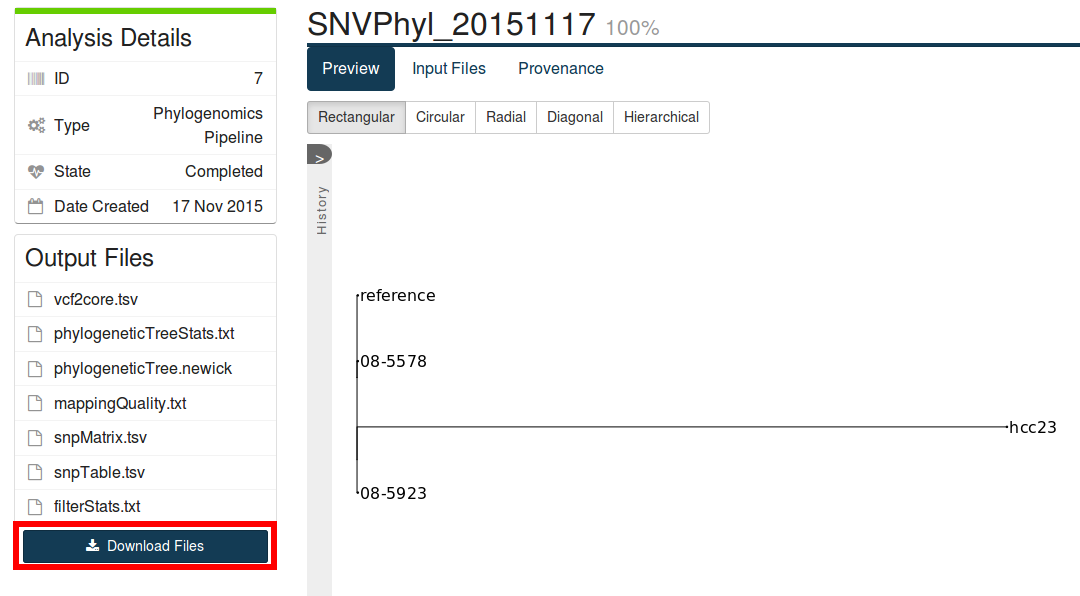 Analysis Details
ID 7
Type Phylogenomics
Pipeline
State Completed
Date Created 17 Nov 2015
Output Files
vcf2core.tsv
phylogeneticTreeStats.txt
phylogeneticTree.newick
mappingQuality.txt
snpMatrix.tsv
snpTable.tsv
filterStats.txt
Download Files
SNVPhyl_20151117 100%
Preview Input Files Provenance
Rectangular Circular Radial Diagonal Hierarchical
>
History
reference
08-5578
hcc23
08-5923